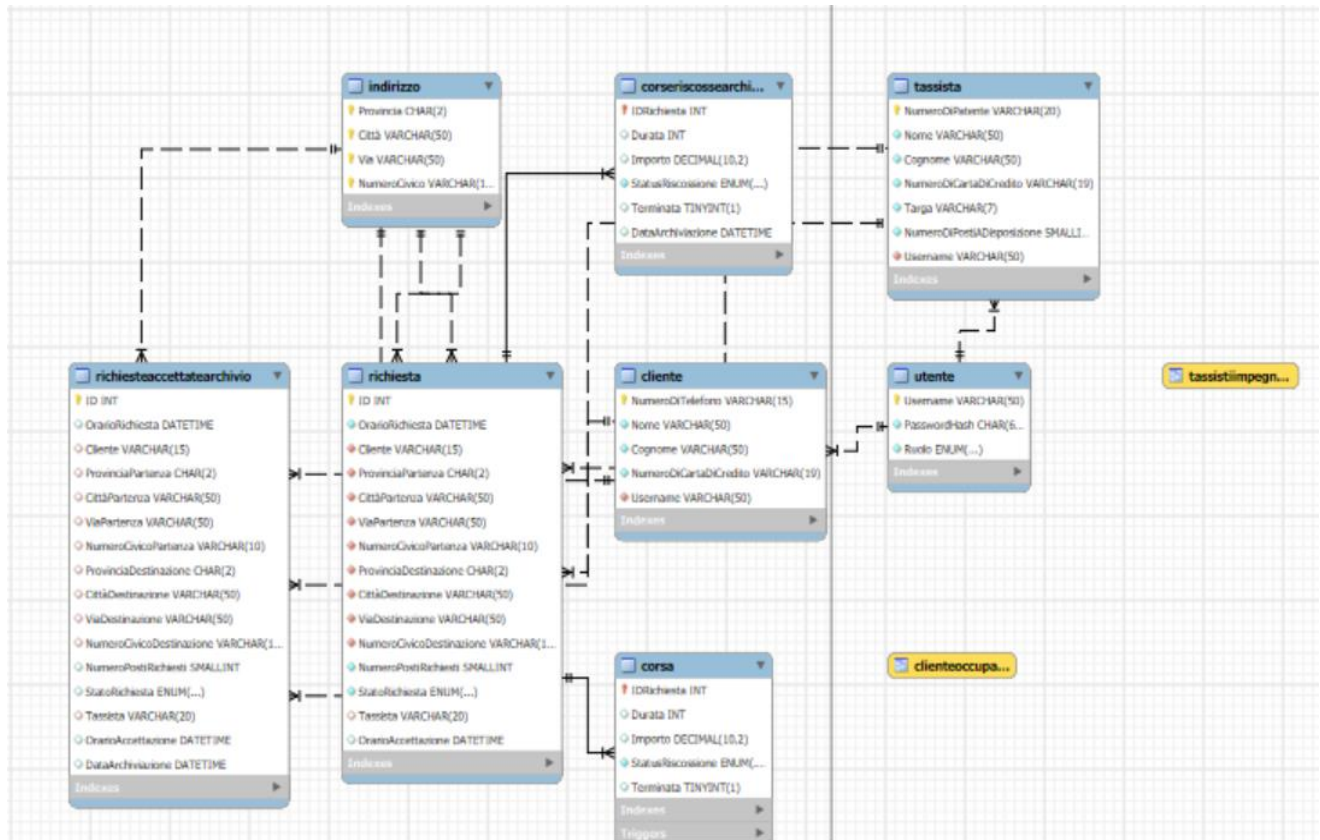 indirizzo
Provincia CHAR(2)
Città VARCHAR(50)
Via VARCHAR(50)
NumeroCivico VARCHAR(1...
Indexes
corseriscossearchi...
IDRichiesta INT
Durata INT
Importo DECIMAL(10,2)
StatusRiscossione ENUM(...)
Terminata TINYINT(1)
DataArchiviazione DATETIME
Indexes
tassista
NumeroDiPatente VARCHAR(20)
Nome VARCHAR(50)
Cognome VARCHAR(50)
NumeroDiCartaDiCredito VARCHAR(19)
Targa VARCHAR(7)
NumeroDiPostiADisposizione SMALLI...
Username VARCHAR(50)
Indexes
richiesteaccettatearchivio
ID INT
OrarioRichiesta DATETIME
Cliente VARCHAR(15)
ProvinciaPartenza CHAR(2)
CittàPartenza VARCHAR(50)
ViaPartenza VARCHAR(50)
NumeroCivicoPartenza VARCHAR(10)
ProvinciaDestinazione CHAR(2)
CittàDestinazione VARCHAR(50)
ViaDestinazione VARCHAR(50)
NumeroCivicoDestinazione VARCHAR(1...
NumeroPostiRichiesti SMALLINT
StatoRichiesta ENUM(...)
Tassista VARCHAR(20)
OrarioAccettazione DATETIME
DataArchiviazione DATETIME
Indexes
richiesta
ID INT
OrarioRichiesta DATETIME
Cliente VARCHAR(15)
ProvinciaPartenza CHAR(2)
CittàPartenza VARCHAR(50)
ViaPartenza VARCHAR(50)
NumeroCivicoPartenza VARCHAR(10)
ProvinciaDestinazione CHAR(2)
CittàDestinazione VARCHAR(50)
ViaDestinazione VARCHAR(50)
NumeroCivicoDestinazione VARCHAR(1...
NumeroPostiRichiesti SMALLINT
StatoRichiesta ENUM(...)
Tassista VARCHAR(20)
OrarioAccettazione DATETIME
Indexes
cliente
NumeroDiTelefono VARCHAR(15)
Nome VARCHAR(50)
Cognome VARCHAR(50)
NumeroDiCartaDiCredito VARCHAR(19)
Username VARCHAR(50)
Indexes
utente
Username VARCHAR(50)
PasswordHash CHAR(6...
Ruolo ENUM(...)
Indexes
tassistiimpegn...
corsa
IDRichiesta INT
Durata INT
Importo DECIMAL(10,2)
StatusRiscossione ENUM(...
Terminata TINYINT(1)
Indexes
Triggers
clienteoccupa...